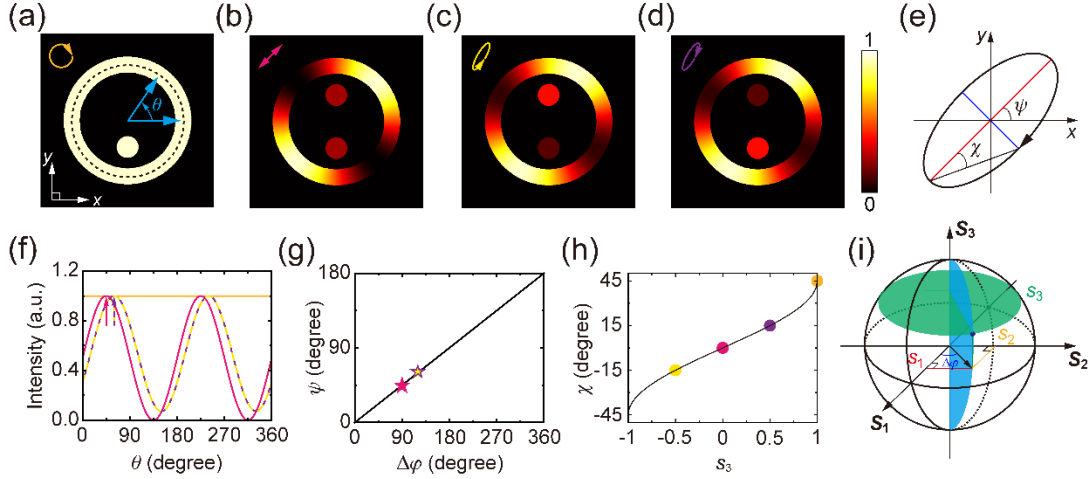 (a) (b) (c) (d) (e)
θ
y
x
1
0
y
ψ
x
χ
(f) (g) (h) (i)
Intensity (a.u.)
1.2
0.8
0.4
0.0
0 90 180 270 360
θ (degree)
ψ (degree)
180
90
0
0 90 180 270 360
Δφ (degree)
χ (degree)
45
15
-15
-45
-1 -0.5 0 0.5 1
s₃
S₃
s₃
s₂
s₁
Δφ
S₂
S₁